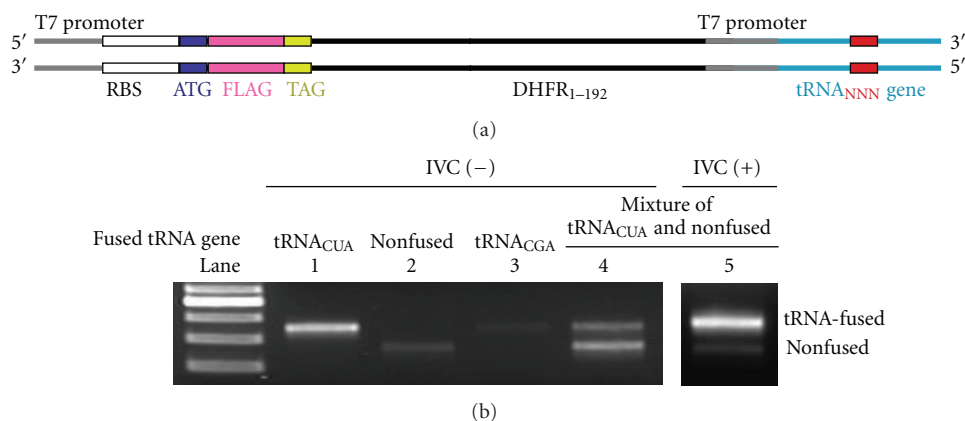 T7 promoter T7 promoter
5′ 3′
3′ 5′
RBS ATG FLAG TAG DHFR1–192 tRNANNN gene
(a)
IVC (−) IVC (+)
Mixture of
Fused tRNA gene tRNACUA Nonfused tRNACGA tRNACUA and nonfused
Lane 1 2 3 4 5
tRNA-fused
Nonfused
(b)